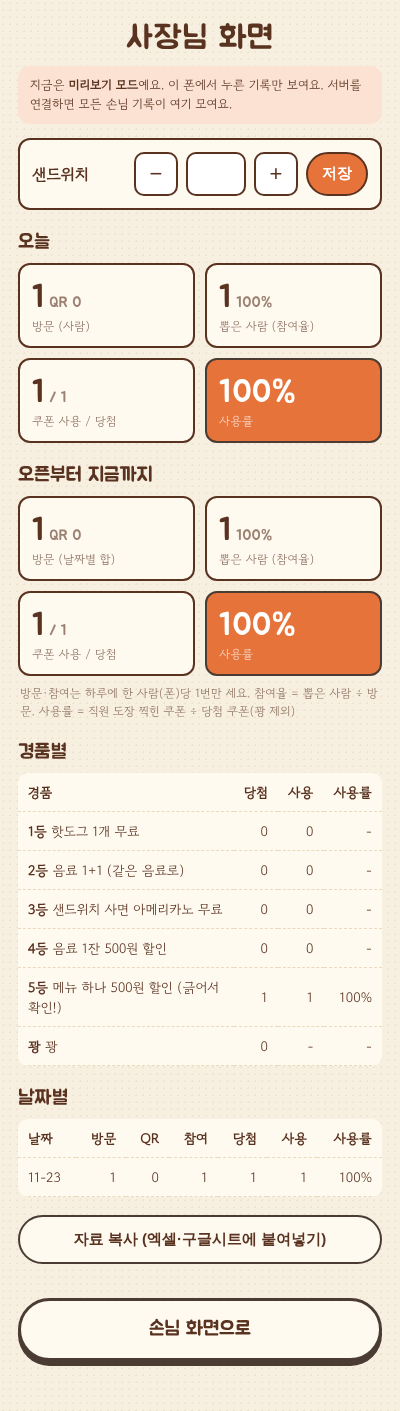 사장님 화면
지금은 미리보기 모드예요. 이 폰에서 누른 기록만 보여요. 서버를
연결하면 모든 손님 기록이 여기 모여요.
샌드위치 − + 저장
오늘
1 QR 0
방문 (사람)
1 100%
뽑은 사람 (참여율)
1 / 1
쿠폰 사용 / 당첨
100%
사용률
오픈부터 지금까지
1 QR 0
방문 (날짜별 합)
1 100%
뽑은 사람 (참여율)
1 / 1
쿠폰 사용 / 당첨
100%
사용률
방문·참여는 하루에 한 사람(폰)당 1번만 세요. 참여율 = 뽑은 사람 ÷ 방
문. 사용률 = 직원 도장 찍힌 쿠폰 ÷ 당첨 쿠폰(꽝 제외)
경품별
경품 당첨 사용 사용률
1등 핫도그 1개 무료 0 0 -
2등 음료 1+1 (같은 음료로) 0 0 -
3등 샌드위치 사면 아메리카노 무료 0 0 -
4등 음료 1잔 500원 할인 0 0 -
5등 메뉴 하나 500원 할인 (긁어서
확인!) 1 1 100%
꽝 꽝 0 - -
날짜별
날짜 방문 QR 참여 당첨 사용 사용률
11-23 1 0 1 1 1 100%
자료 복사 (엑셀·구글시트에 붙여넣기)
손님 화면으로